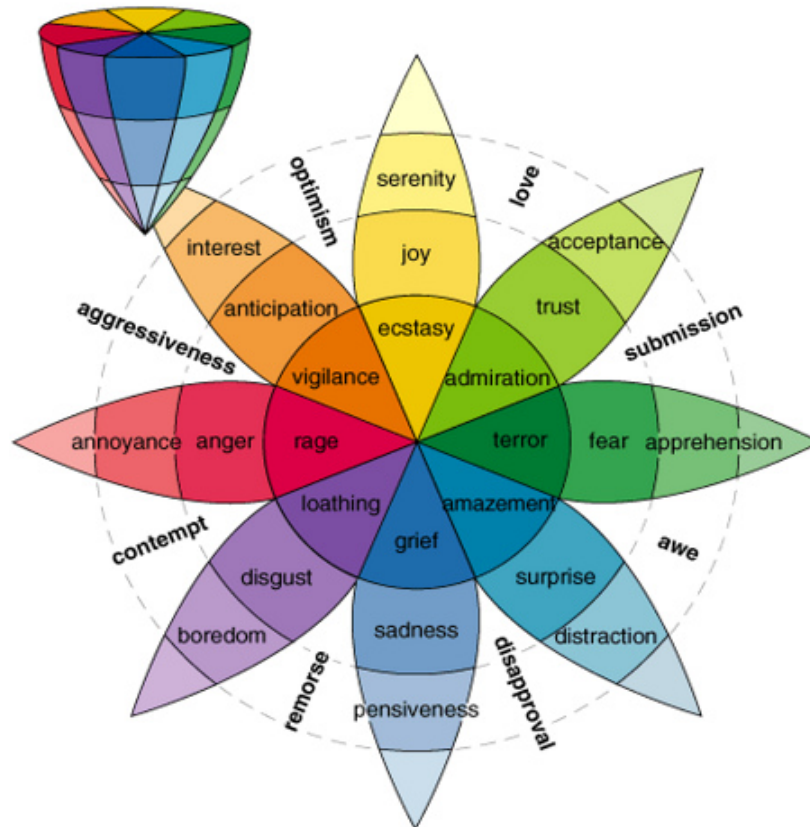 optimism
love
serenity
interest
acceptance
joy
anticipation
trust
aggressiveness
submission
ecstasy
vigilance
admiration
annoyance
anger
rage
terror
fear
apprehension
loathing
amazement
contempt
grief
awe
disgust
surprise
boredom
sadness
distraction
remorse
disapproval
pensiveness